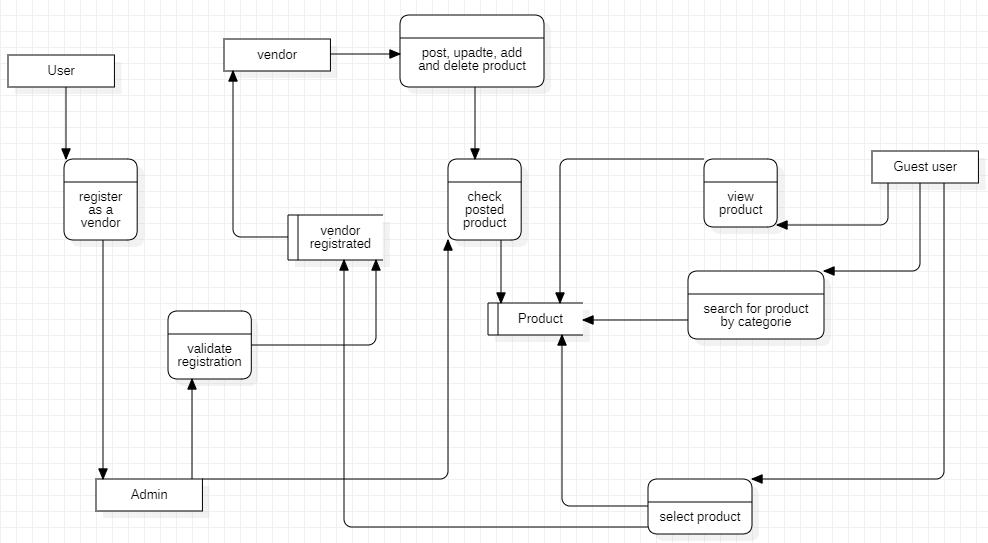 User
vendor
post, upadte, add
and delete product
register
as a
vendor
check
posted
product
view
product
Guest user
vendor
registrated
Product
search for product
by categorie
validate
registration
Admin
select product